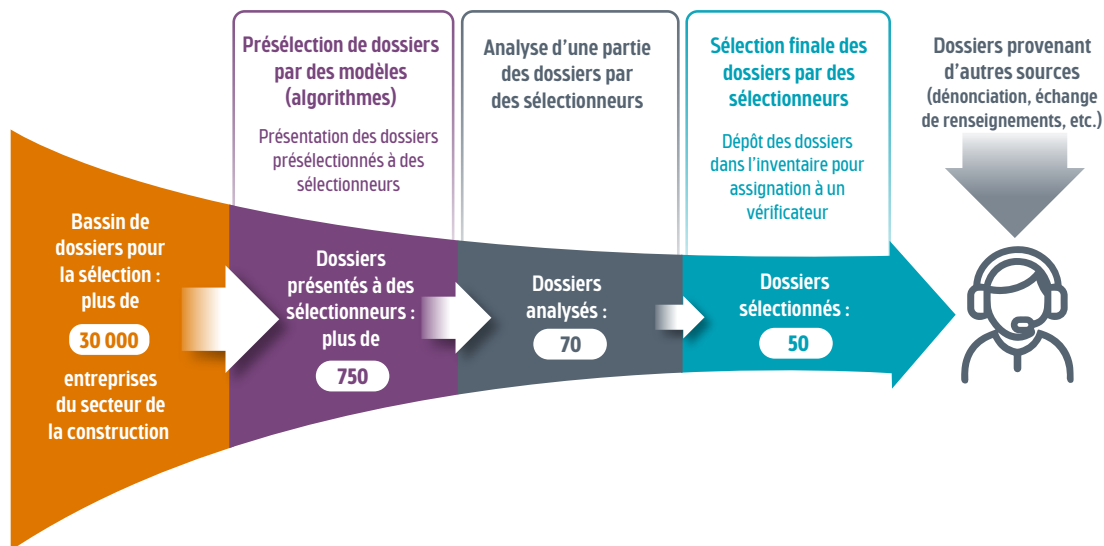 Présélection de dossiers
par des modèles
(algorithmes)
Présentation des dossiers
présélectionnés à des
sélectionneurs
Analyse d’une partie
des dossiers par
des sélectionneurs
Sélection finale des
dossiers par des
sélectionneurs
Dépôt des dossiers
dans l’inventaire pour
assignation à un
vérificateur
Dossiers provenant
d’autres sources
(dénonciation, échange
de renseignements, etc.)
Bassin de
dossiers pour
la sélection :
plus de
30 000
entreprises
du secteur de
la construction
Dossiers
présentés à des
sélectionneurs :
plus de
750
Dossiers
analysés :
70
Dossiers
sélectionnés :
50